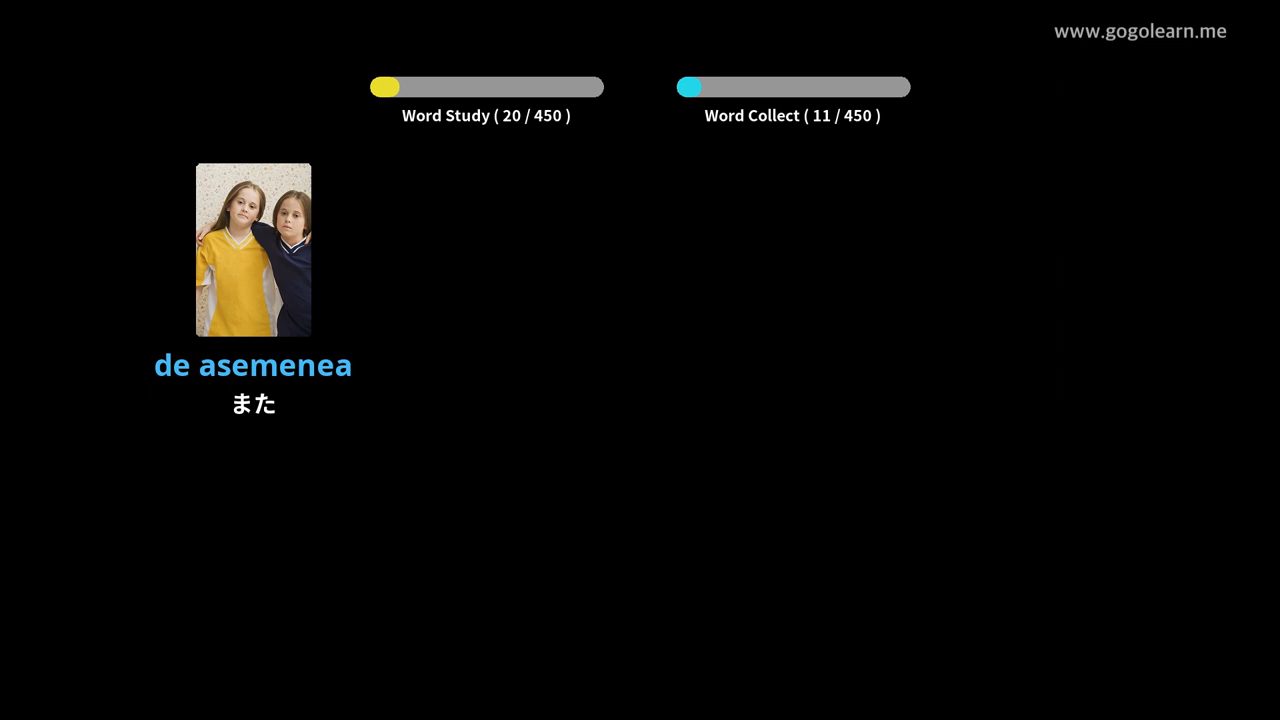 www.gogolearn.me
Word Study ( 20 / 450 )
Word Collect ( 11 / 450 )
de asemenea
また